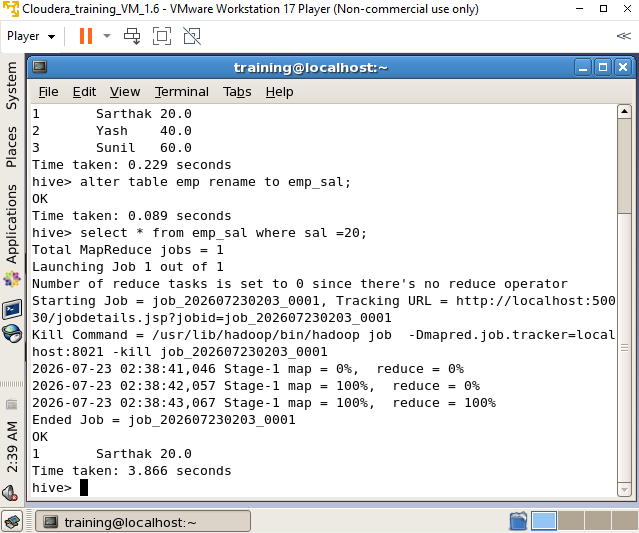 Cloudera_training_VM_1.6 - VMware Workstation 17 Player (Non-commercial use only)
Player
training@localhost:~
File Edit View Terminal Tabs Help
1 Sarthak 20.0
2 Yash 40.0
3 Sunil 60.0
Time taken: 0.229 seconds
hive> alter table emp rename to emp_sal;
OK
Time taken: 0.089 seconds
hive> select * from emp_sal where sal =20;
Total MapReduce jobs = 1
Launching Job 1 out of 1
Number of reduce tasks is set to 0 since there's no reduce operator
Starting Job = job_202607230203_0001, Tracking URL = http://localhost:500
30/jobdetails.jsp?jobid=job_202607230203_0001
Kill Command = /usr/lib/hadoop/bin/hadoop job  -Dmapred.job.tracker=local
host:8021 -kill job_202607230203_0001
2026-07-23 02:38:41,046 Stage-1 map = 0%,  reduce = 0%
2026-07-23 02:38:42,057 Stage-1 map = 100%,  reduce = 0%
2026-07-23 02:38:43,067 Stage-1 map = 100%,  reduce = 100%
Ended Job = job_202607230203_0001
OK
1 Sarthak 20.0
Time taken: 3.866 seconds
hive>
System
Places
Applications
2:39 AM
training@localhost:~